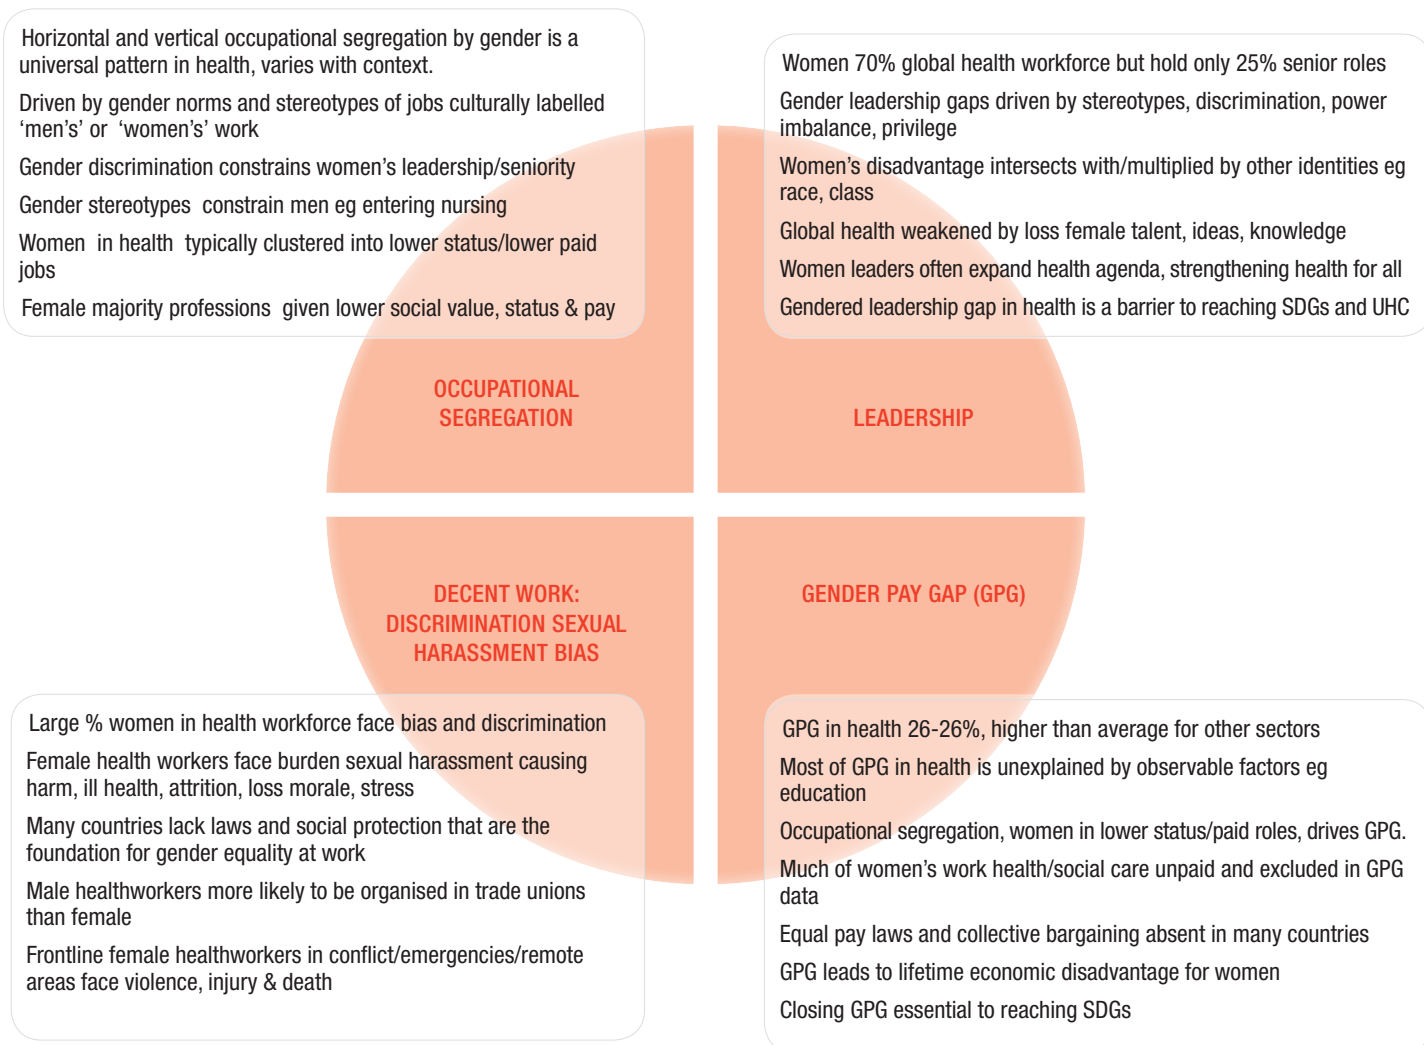 Horizontal and vertical occupational segregation by gender is a
universal pattern in health, varies with context.
Driven by gender norms and stereotypes of jobs culturally labelled
‘men’s’ or ‘women’s’ work
Gender discrimination constrains women’s leadership/seniority
Gender stereotypes constrain men eg entering nursing
Women in health typically clustered into lower status/lower paid
jobs
Female majority professions given lower social value, status & pay
Women 70% global health workforce but hold only 25% senior roles
Gender leadership gaps driven by stereotypes, discrimination, power
imbalance, privilege
Women’s disadvantage intersects with/multiplied by other identities eg
race, class
Global health weakened by loss female talent, ideas, knowledge
Women leaders often expand health agenda, strengthening health for all
Gendered leadership gap in health is a barrier to reaching SDGs and UHC
OCCUPATIONAL
SEGREGATION
LEADERSHIP
DECENT WORK:
DISCRIMINATION SEXUAL
HARASSMENT BIAS
GENDER PAY GAP (GPG)
Large % women in health workforce face bias and discrimination
Female health workers face burden sexual harassment causing
harm, ill health, attrition, loss morale, stress
Many countries lack laws and social protection that are the
foundation for gender equality at work
Male healthworkers more likely to be organised in trade unions
than female
Frontline female healthworkers in conflict/emergencies/remote
areas face violence, injury & death
GPG in health 26-26%, higher than average for other sectors
Most of GPG in health is unexplained by observable factors eg
education
Occupational segregation, women in lower status/paid roles, drives GPG.
Much of women’s work health/social care unpaid and excluded in GPG
data
Equal pay laws and collective bargaining absent in many countries
GPG leads to lifetime economic disadvantage for women
Closing GPG essential to reaching SDGs